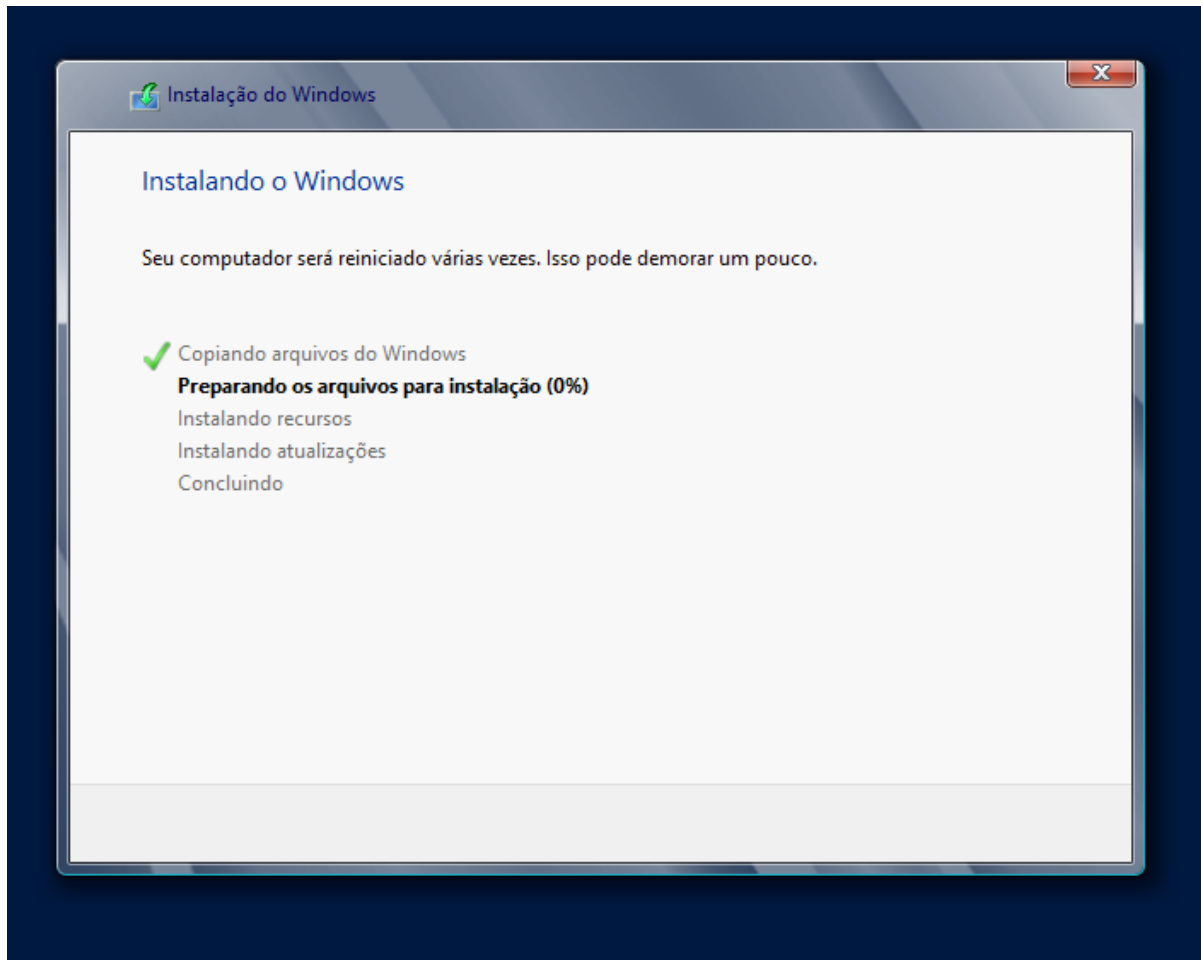 Instalação do Windows
Instalando o Windows
Seu computador será reiniciado várias vezes. Isso pode demorar um pouco.
Copiando arquivos do Windows
Preparando os arquivos para instalação (0%)
Instalando recursos
Instalando atualizações
Concluindo